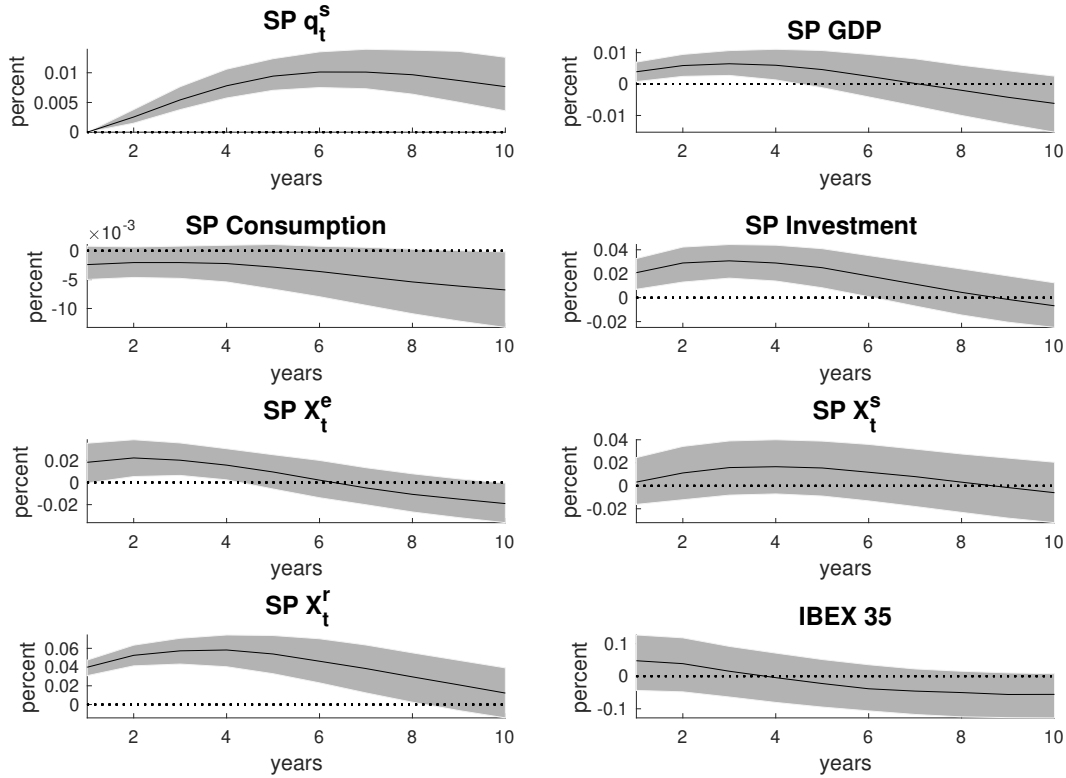 SP q_t^s
percent
0.01
0.005
0
2 4 6 8 10
years
SP GDP
percent
0.01
0
-0.01
2 4 6 8 10
years
SP Consumption
×10^-3
percent
0
-5
-10
2 4 6 8 10
years
SP Investment
percent
0.04
0.02
0
-0.02
2 4 6 8 10
years
SP X_t^e
percent
0.02
0
-0.02
2 4 6 8 10
years
SP X_t^s
percent
0.04
0.02
0
-0.02
2 4 6 8 10
years
SP X_t^r
percent
0.06
0.04
0.02
0
2 4 6 8 10
years
IBEX 35
percent
0.1
0
-0.1
2 4 6 8 10
years